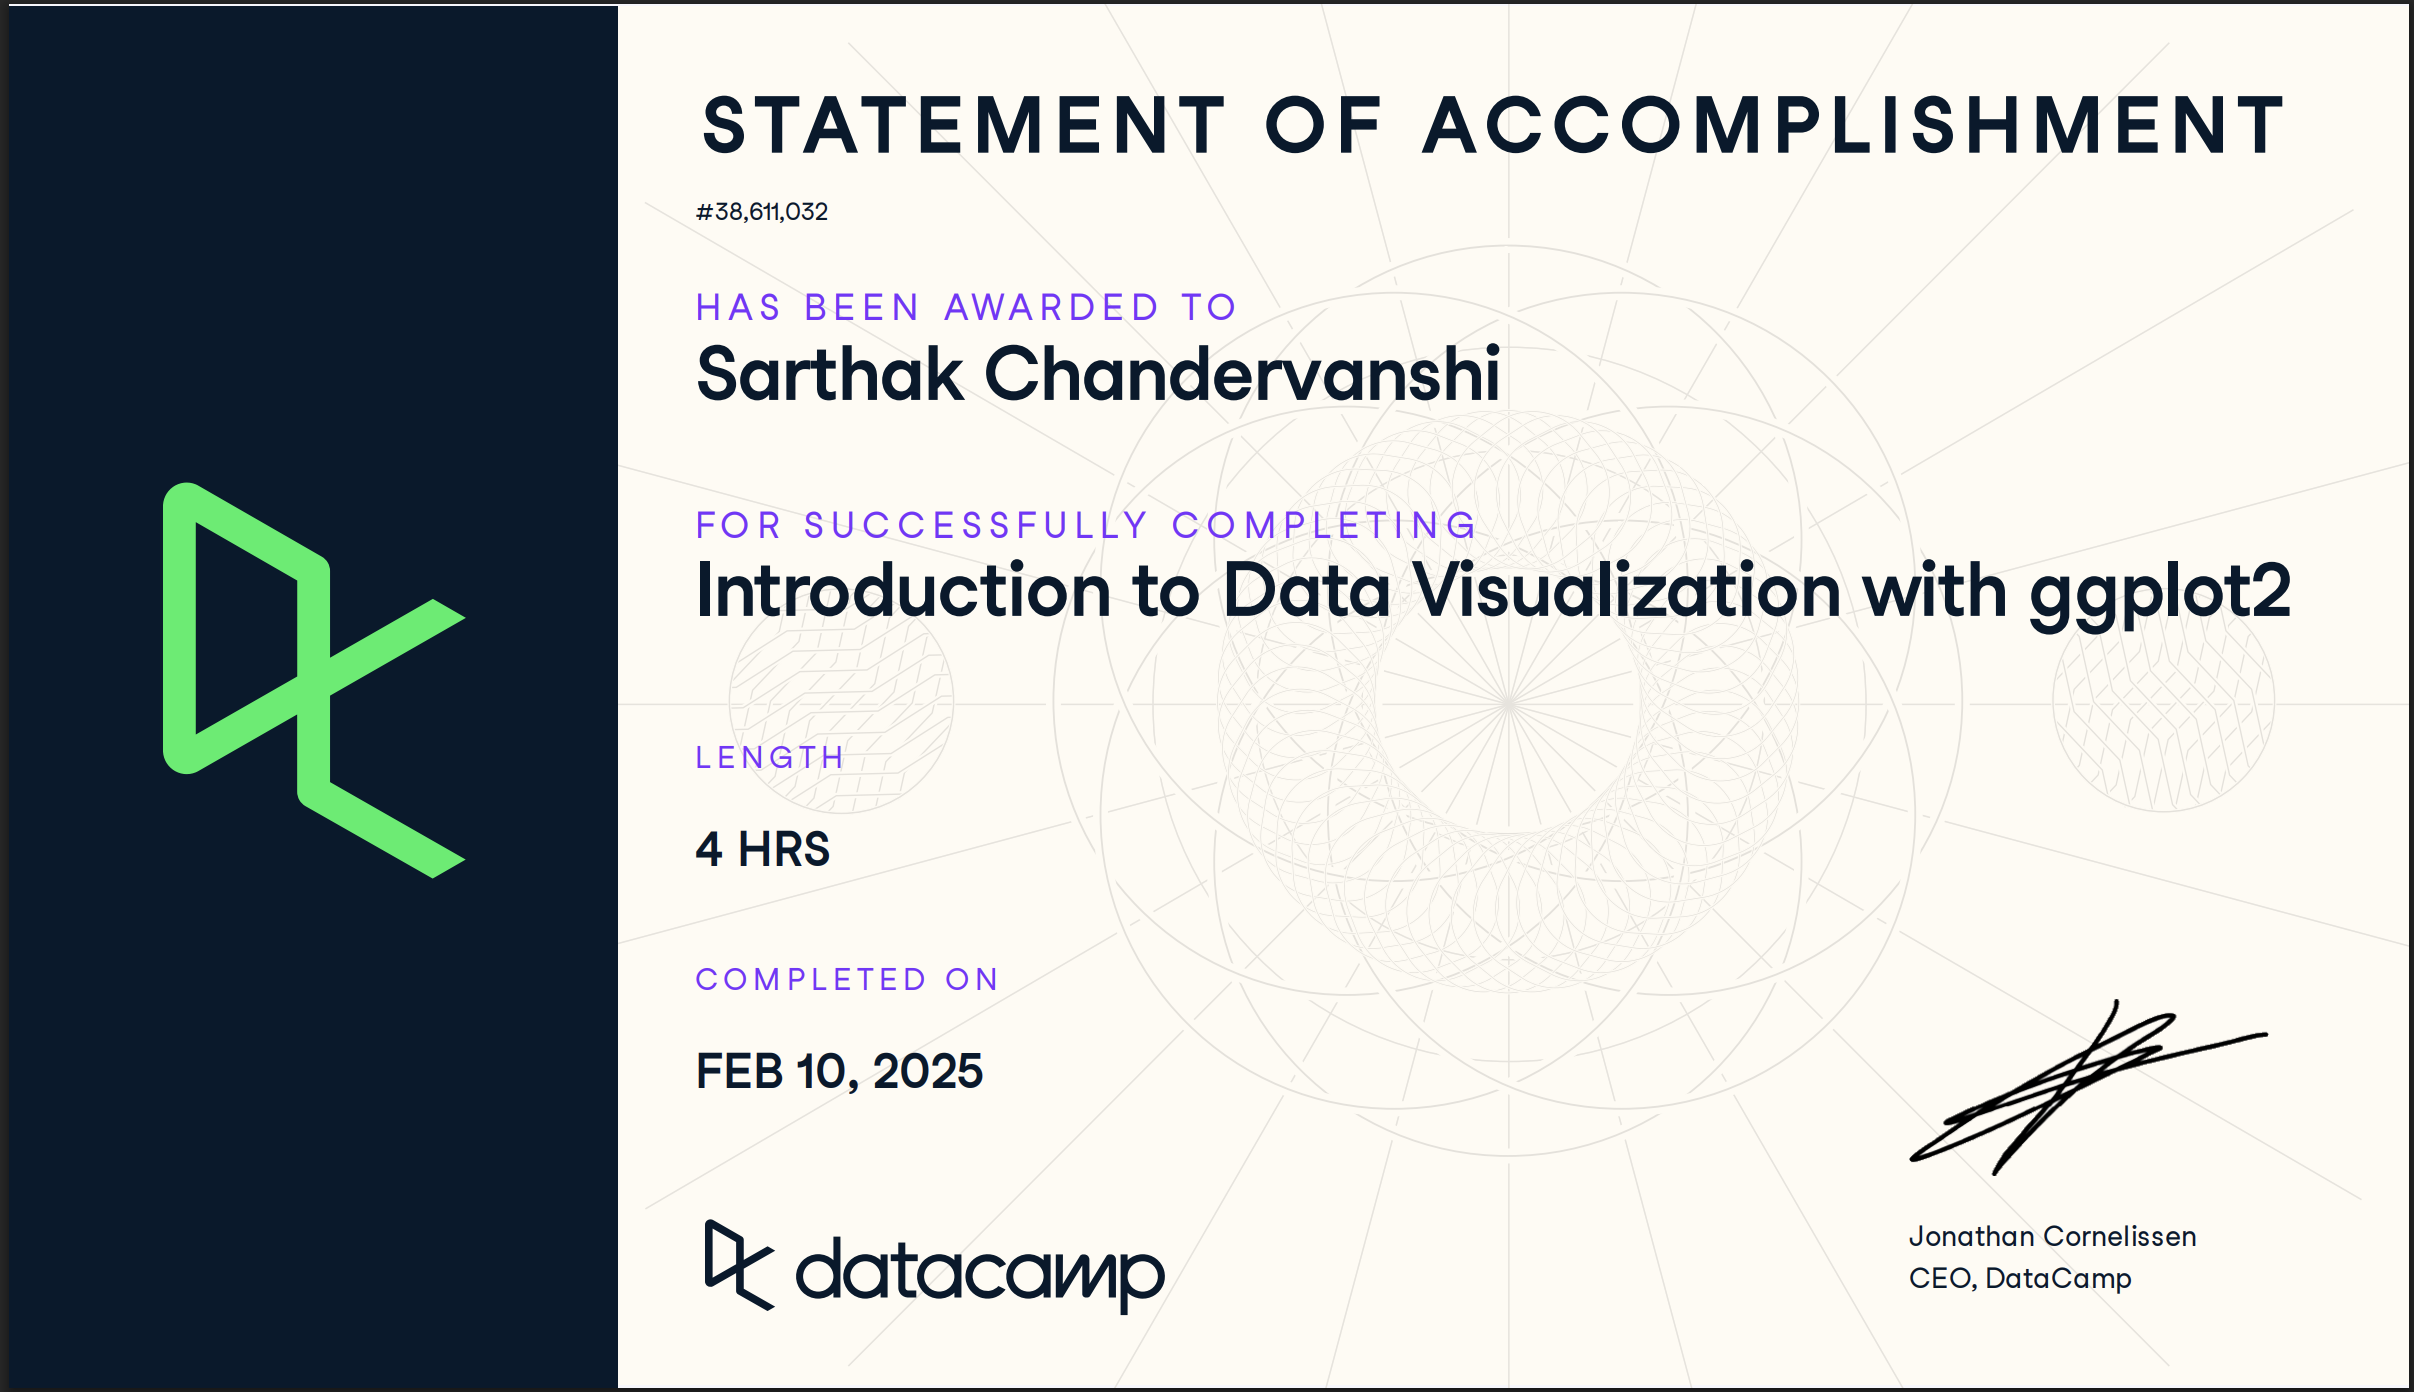 STATEMENT OF ACCOMPLISHMENT
#38,611,032
HAS BEEN AWARDED TO
Sarthak Chandervanshi
FOR SUCCESSFULLY COMPLETING
Introduction to Data Visualization with ggplot2
LENGTH
4 HRS
COMPLETED ON
FEB 10, 2025
datacamp
Jonathan Cornelissen
CEO, DataCamp